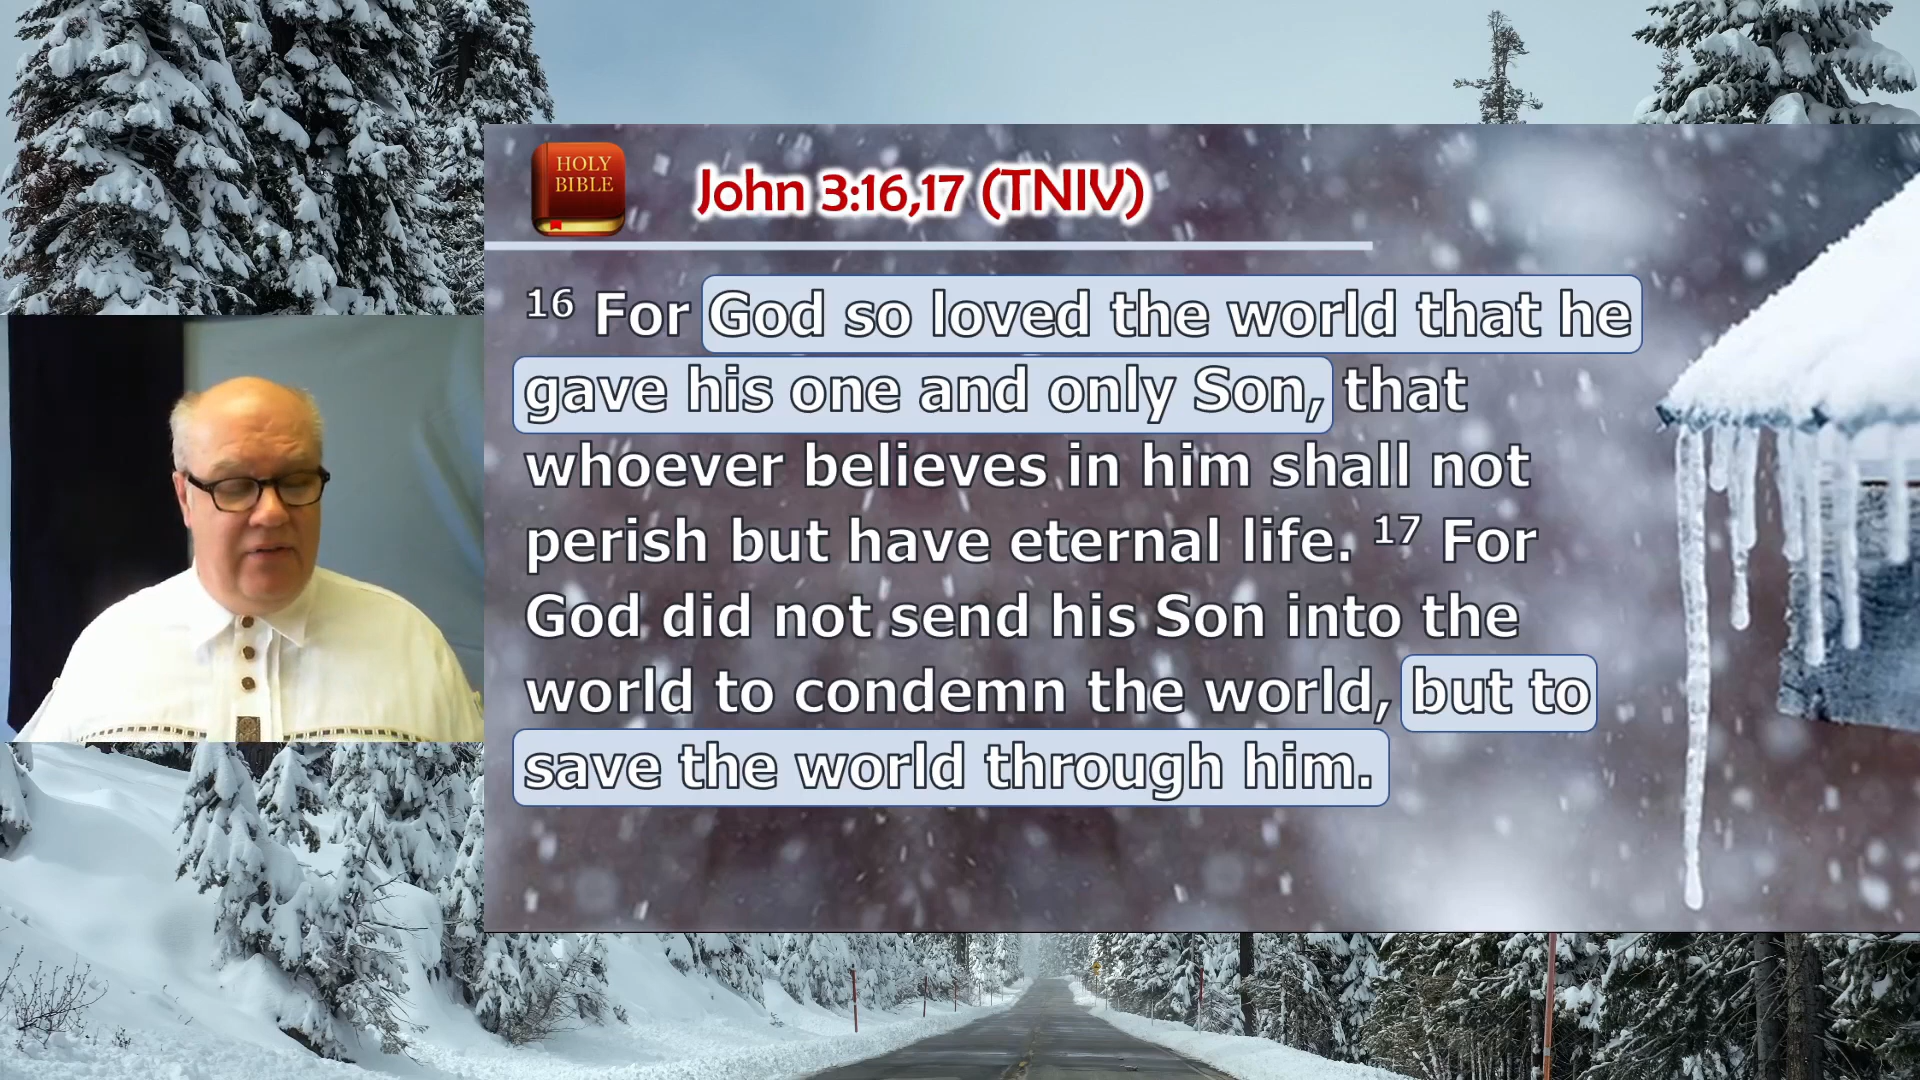 HOLY
BIBLE
John 3:16,17 (TNIV)
16 For God so loved the world that he
gave his one and only Son, that
whoever believes in him shall not
perish but have eternal life. 17 For
God did not send his Son into the
world to condemn the world, but to
save the world through him.